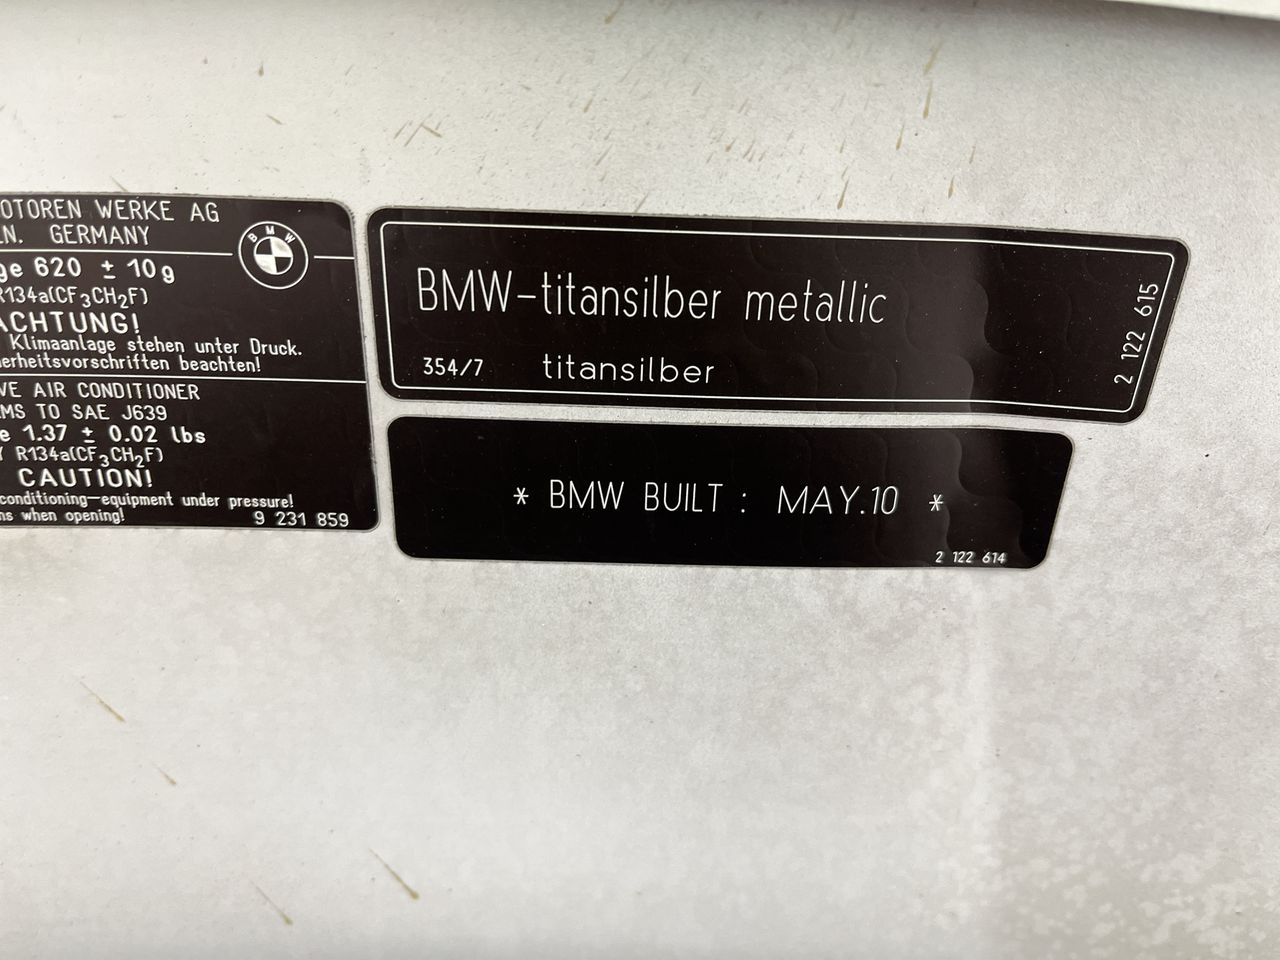 OTOREN WERKE AG
GERMANY
BMW
620 ± 10g
R134a(CF3CH2F)
ACHTUNG!
Klimaanlage stehen unter Druck.
erheitsvorschriften beachten!
VE AIR CONDITIONER
MS TO SAE J639
1.37 ± 0.02 lbs
R134a(CF3CH2F)
CAUTION!
conditioning-equipment under pressure!
ns when opening!
9 231 859
BMW-titansilber metallic
354/7 titansilber
2 122 615
* BMW BUILT : MAY.10 *
2 122 614